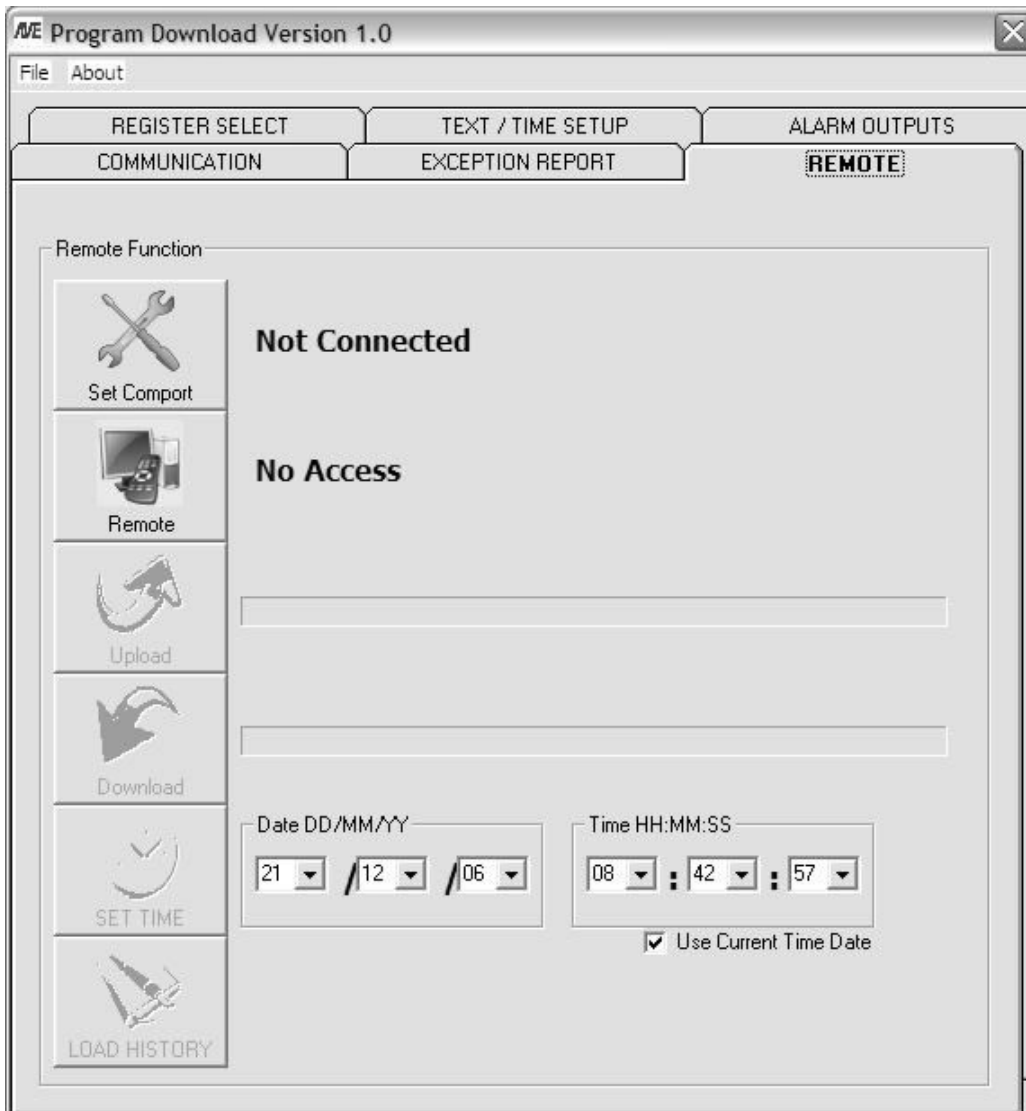 AVE Program Download Version 1.0
File About
REGISTER SELECT TEXT / TIME SETUP ALARM OUTPUTS
COMMUNICATION EXCEPTION REPORT REMOTE
Remote Function
Set Comport
Not Connected
Remote
No Access
Upload
Download
Date DD/MM/YY Time HH:MM:SS
21 / 12 / 06 08 : 42 : 57
SET TIME
Use Current Time Date
LOAD HISTORY